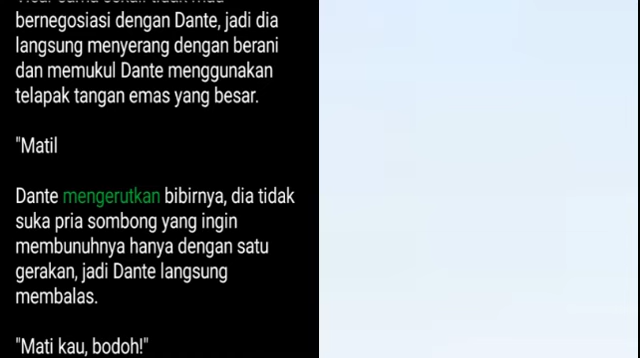 bernegosiasi dengan Dante, jadi dia
langsung menyerang dengan berani
dan memukul Dante menggunakan
telapak tangan emas yang besar.
"Matil
Dante mengerutkan bibirnya, dia tidak
suka pria sombong yang ingin
membunuhnya hanya dengan satu
gerakan, jadi Dante langsung
membalas.
"Mati kau, bodoh!"